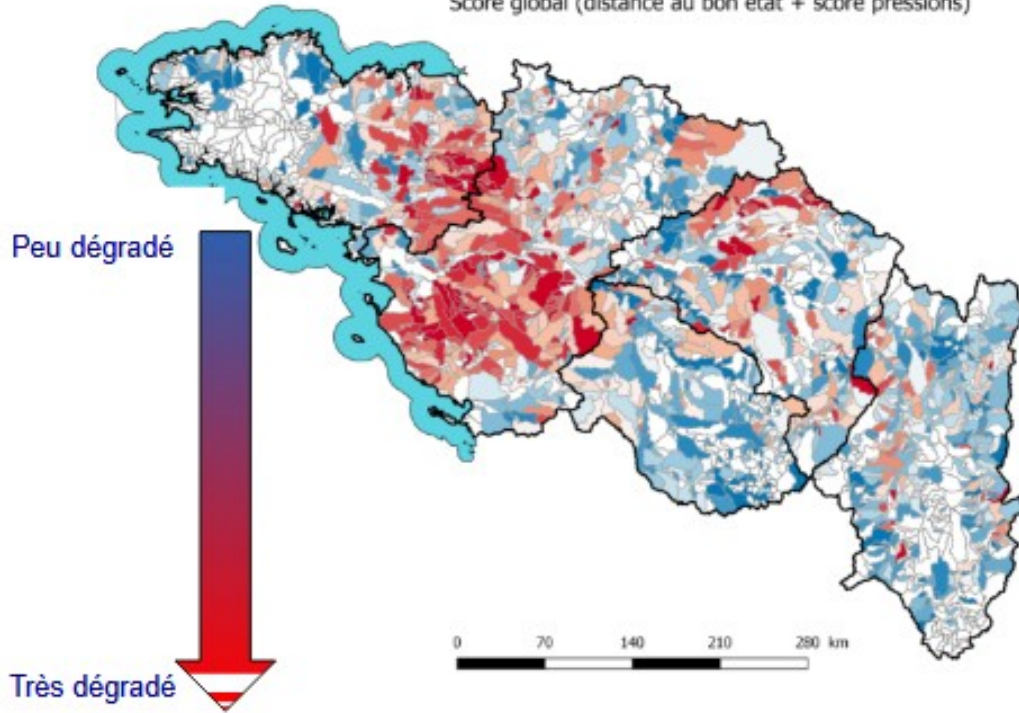 Score global (distance au bon état + score pressions)
Peu dégradé
0 70 140 210 280 km
Très dégradé